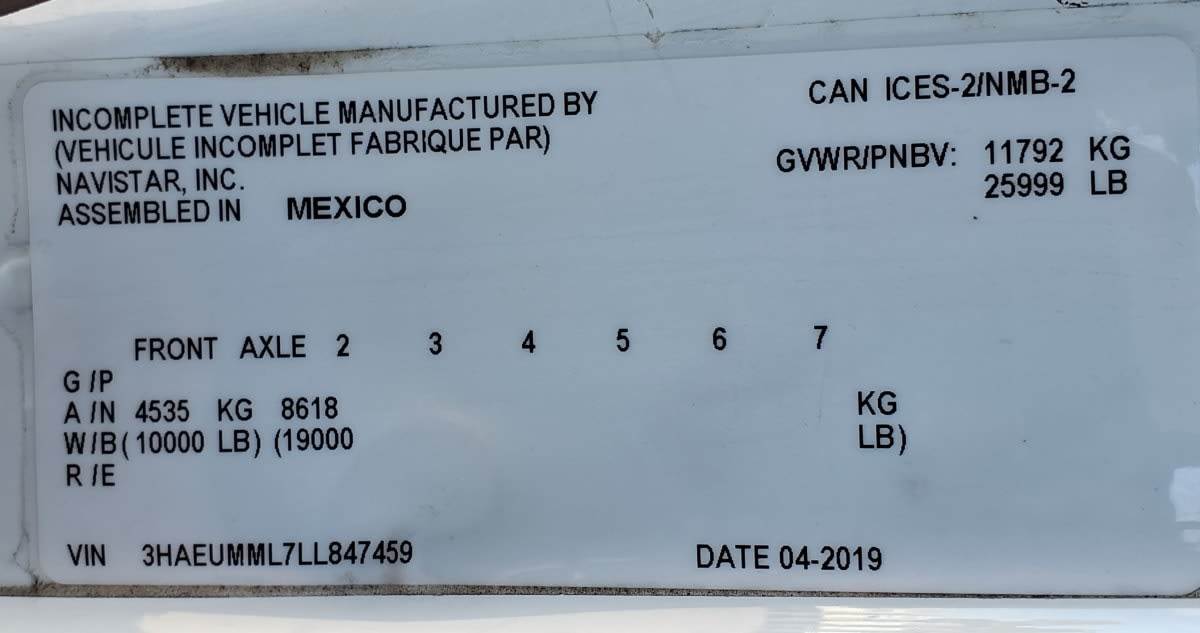 INCOMPLETE VEHICLE MANUFACTURED BY
(VEHICULE INCOMPLET FABRIQUE PAR)
NAVISTAR, INC.
ASSEMBLED IN MEXICO
CAN ICES-2/NMB-2
GVWR/PNBV: 11792 KG
25999 LB
FRONT AXLE 2 3 4 5 6 7
G /P
A /N 4535 KG 8618 KG
W/B( 10000 LB) (19000 LB)
R /E
VIN 3HAEUMML7LL847459
DATE 04-2019